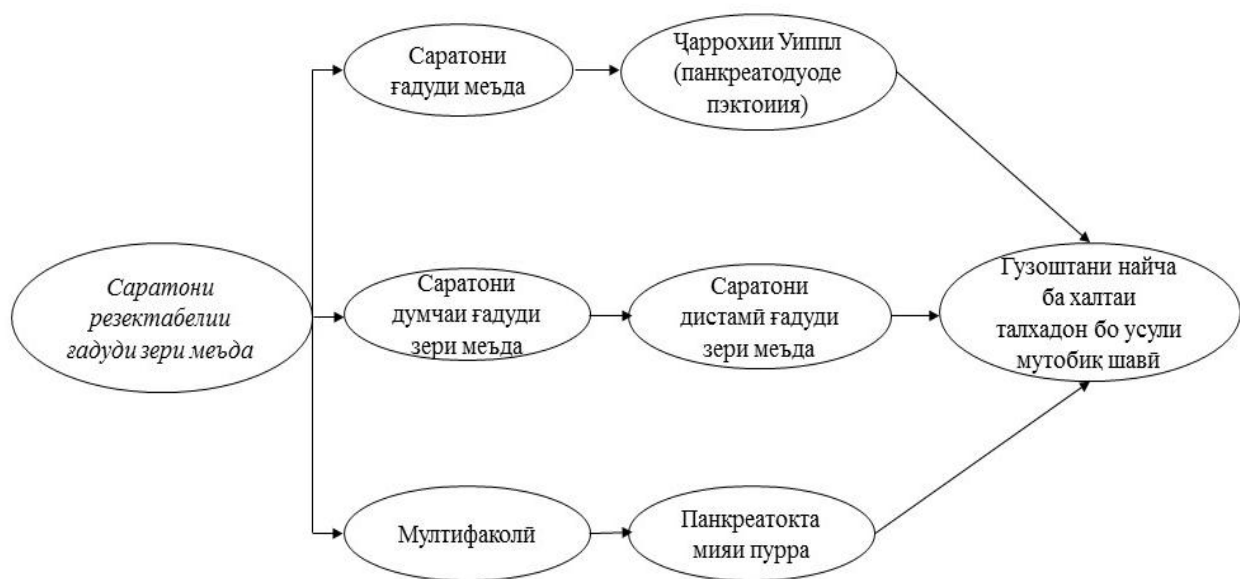 Саратони
ғадуди меъда
Ҷаррохии Уиппл
(панкреатодуоде
пэктоиия)
Саратони
резектабелии
ғадуди зери меъда
Саратони
думчаи ғадуди
зери меъда
Саратони
дистамӣ ғадуди
зери меъда
Гузоштани найча
ба халтаи
талхадон бо усули
мутобиқ шавӣ
Мултифаколӣ
Панкреатокта
мияи пурра